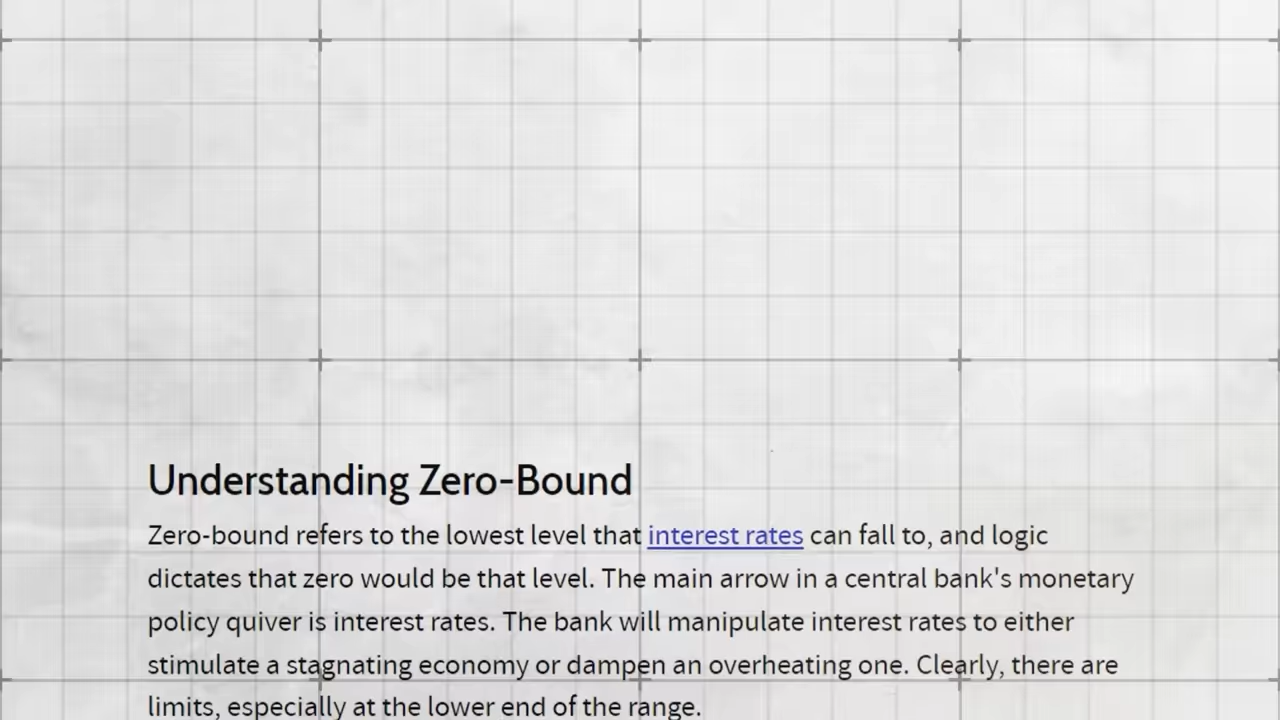 Understanding Zero-Bound
Zero-bound refers to the lowest level that interest rates can fall to, and logic
dictates that zero would be that level. The main arrow in a central bank's monetary
policy quiver is interest rates. The bank will manipulate interest rates to either
stimulate a stagnating economy or dampen an overheating one. Clearly, there are
limits, especially at the lower end of the range.